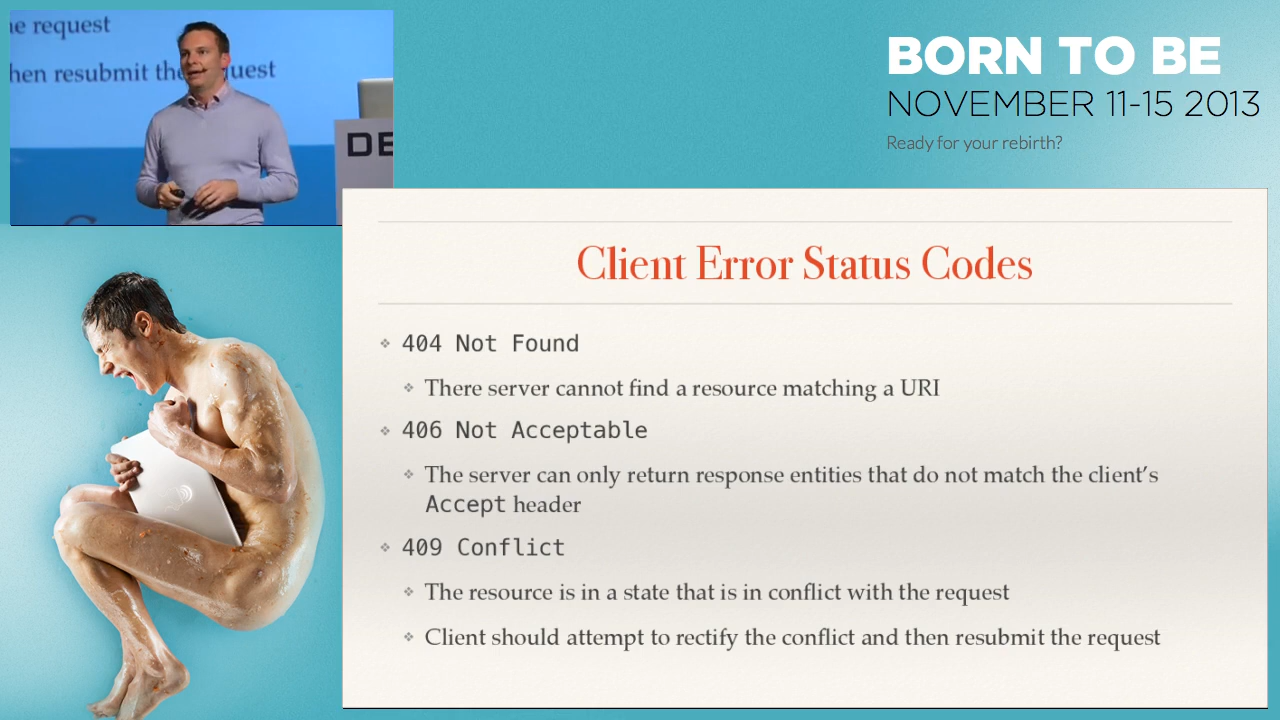 e request
hen resubmit the quest
DE
BORN TO BE
NOVEMBER 11-15 2013
Ready for your rebirth?
Client Error Status Codes
404 Not Found
There server cannot find a resource matching a URI
406 Not Acceptable
The server can only return response entities that do not match the client's
Accept header
409 Conflict
The resource is in a state that is in conflict with the request
Client should attempt to rectify the conflict and then resubmit the request